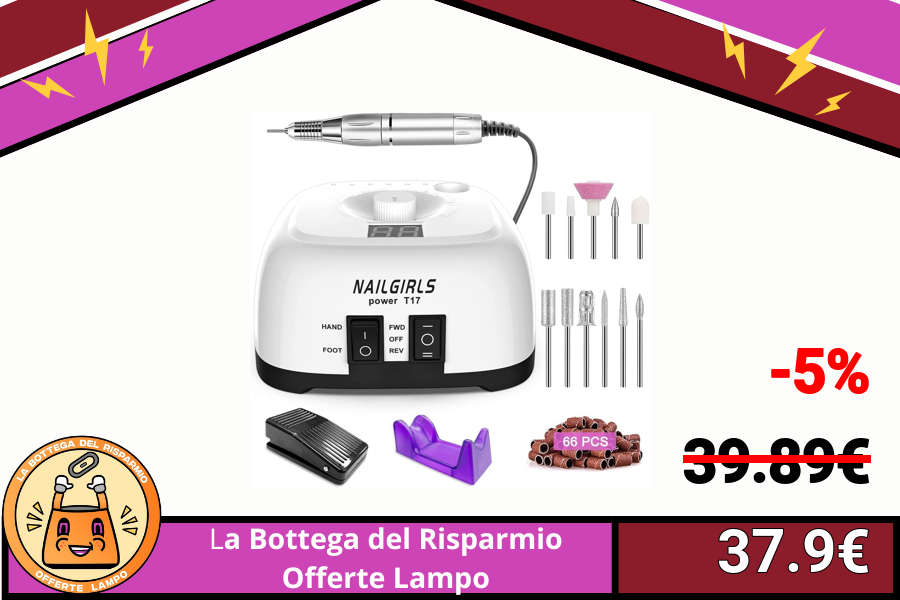 NAILGIRLS
power T17
HAND
FOOT
FWD
OFF
REV
66 PCS
-5%
39.89€
LA BOTTEGA DEL RISPARMIO
OFFERTE LAMPO
La Bottega del Risparmio
Offerte Lampo
37.9€